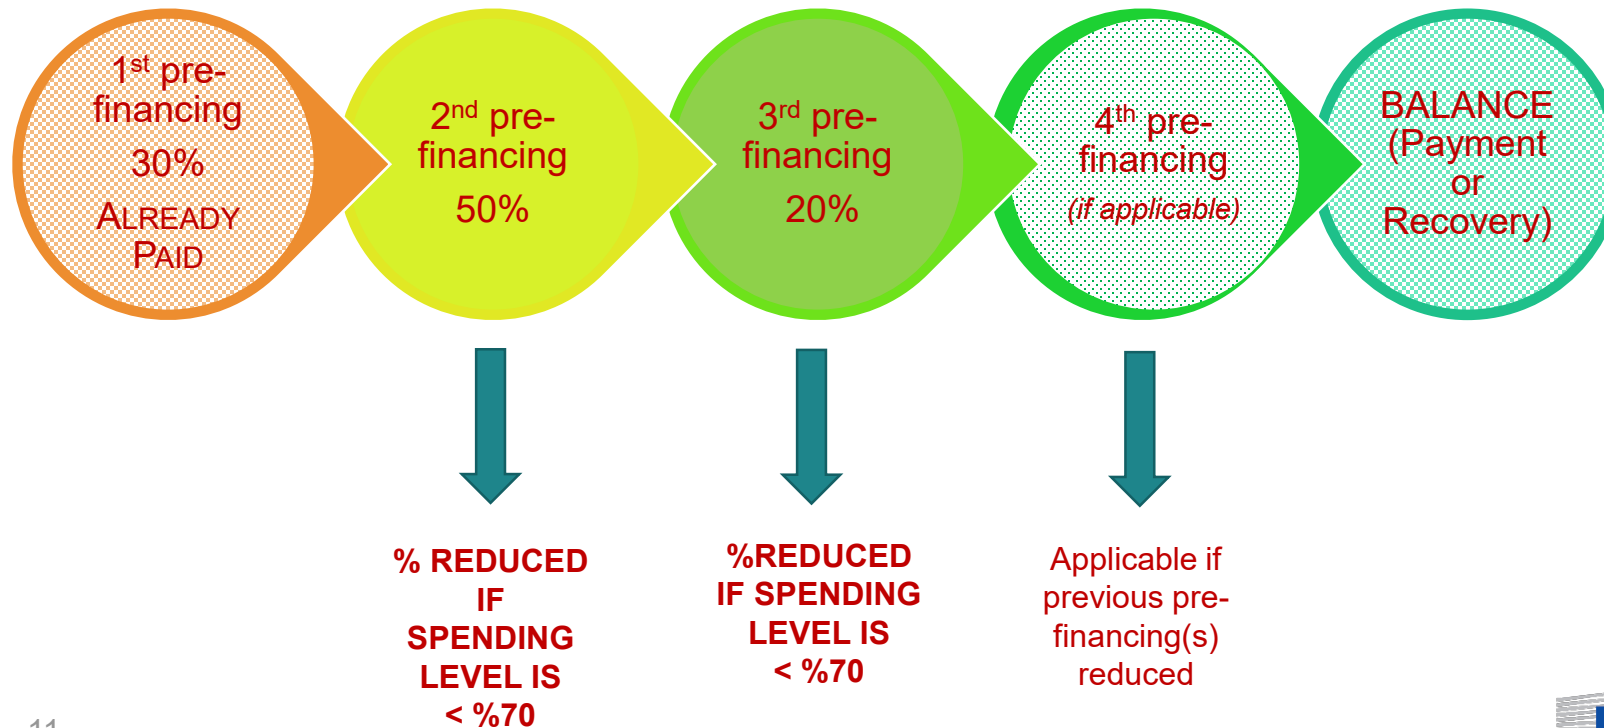 1st pre-
financing
30%
ALREADY
PAID
2nd pre-
financing
50%
3rd pre-
financing
20%
4th pre-
financing
(if applicable)
BALANCE
(Payment
or
Recovery)
% REDUCED
IF
SPENDING
LEVEL IS
< %70
%REDUCED
IF SPENDING
LEVEL IS
< %70
Applicable if
previous pre-
financing(s)
reduced
11